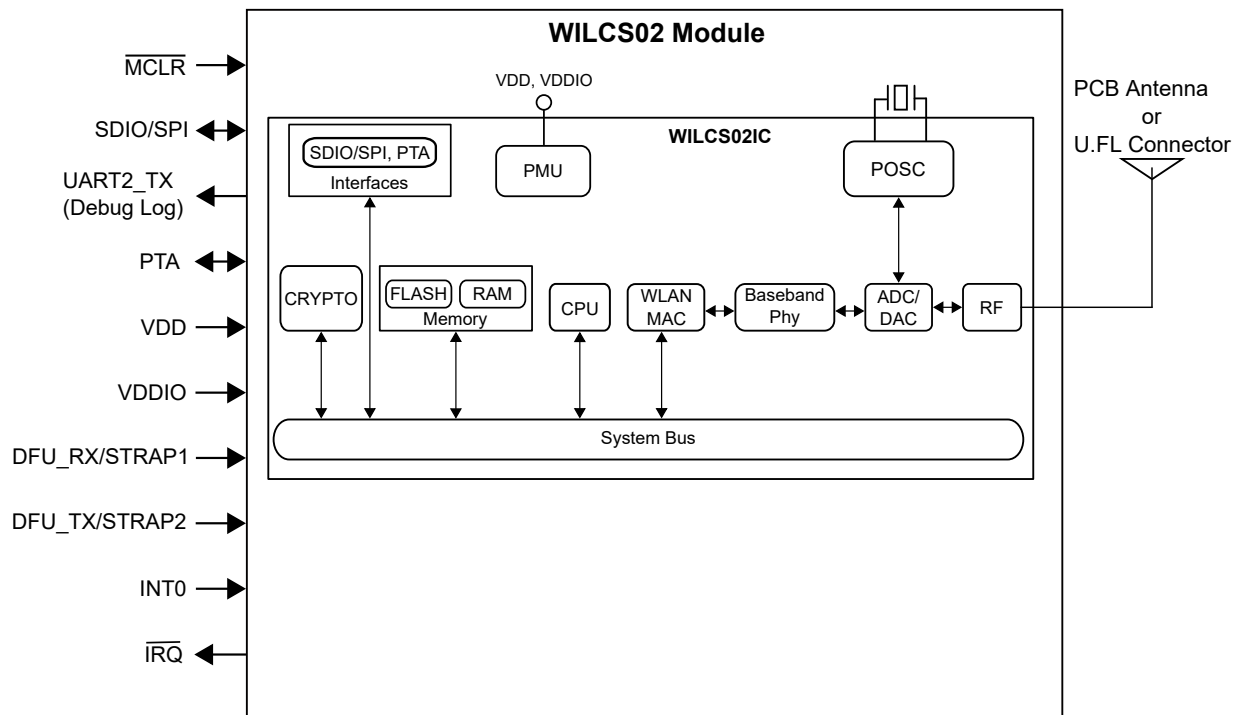 WILCS02 Module
MCLR
SDIO/SPI
UART2_TX
(Debug Log)
PTA
VDD
VDDIO
DFU_RX/STRAP1
DFU_TX/STRAP2
INT0
IRQ
VDD, VDDIO
WILCS02IC
SDIO/SPI, PTA
Interfaces
PMU
POSC
CRYPTO
FLASH
RAM
Memory
CPU
WLAN
MAC
Baseband
Phy
ADC/
DAC
RF
System Bus
PCB Antenna
or
U.FL Connector